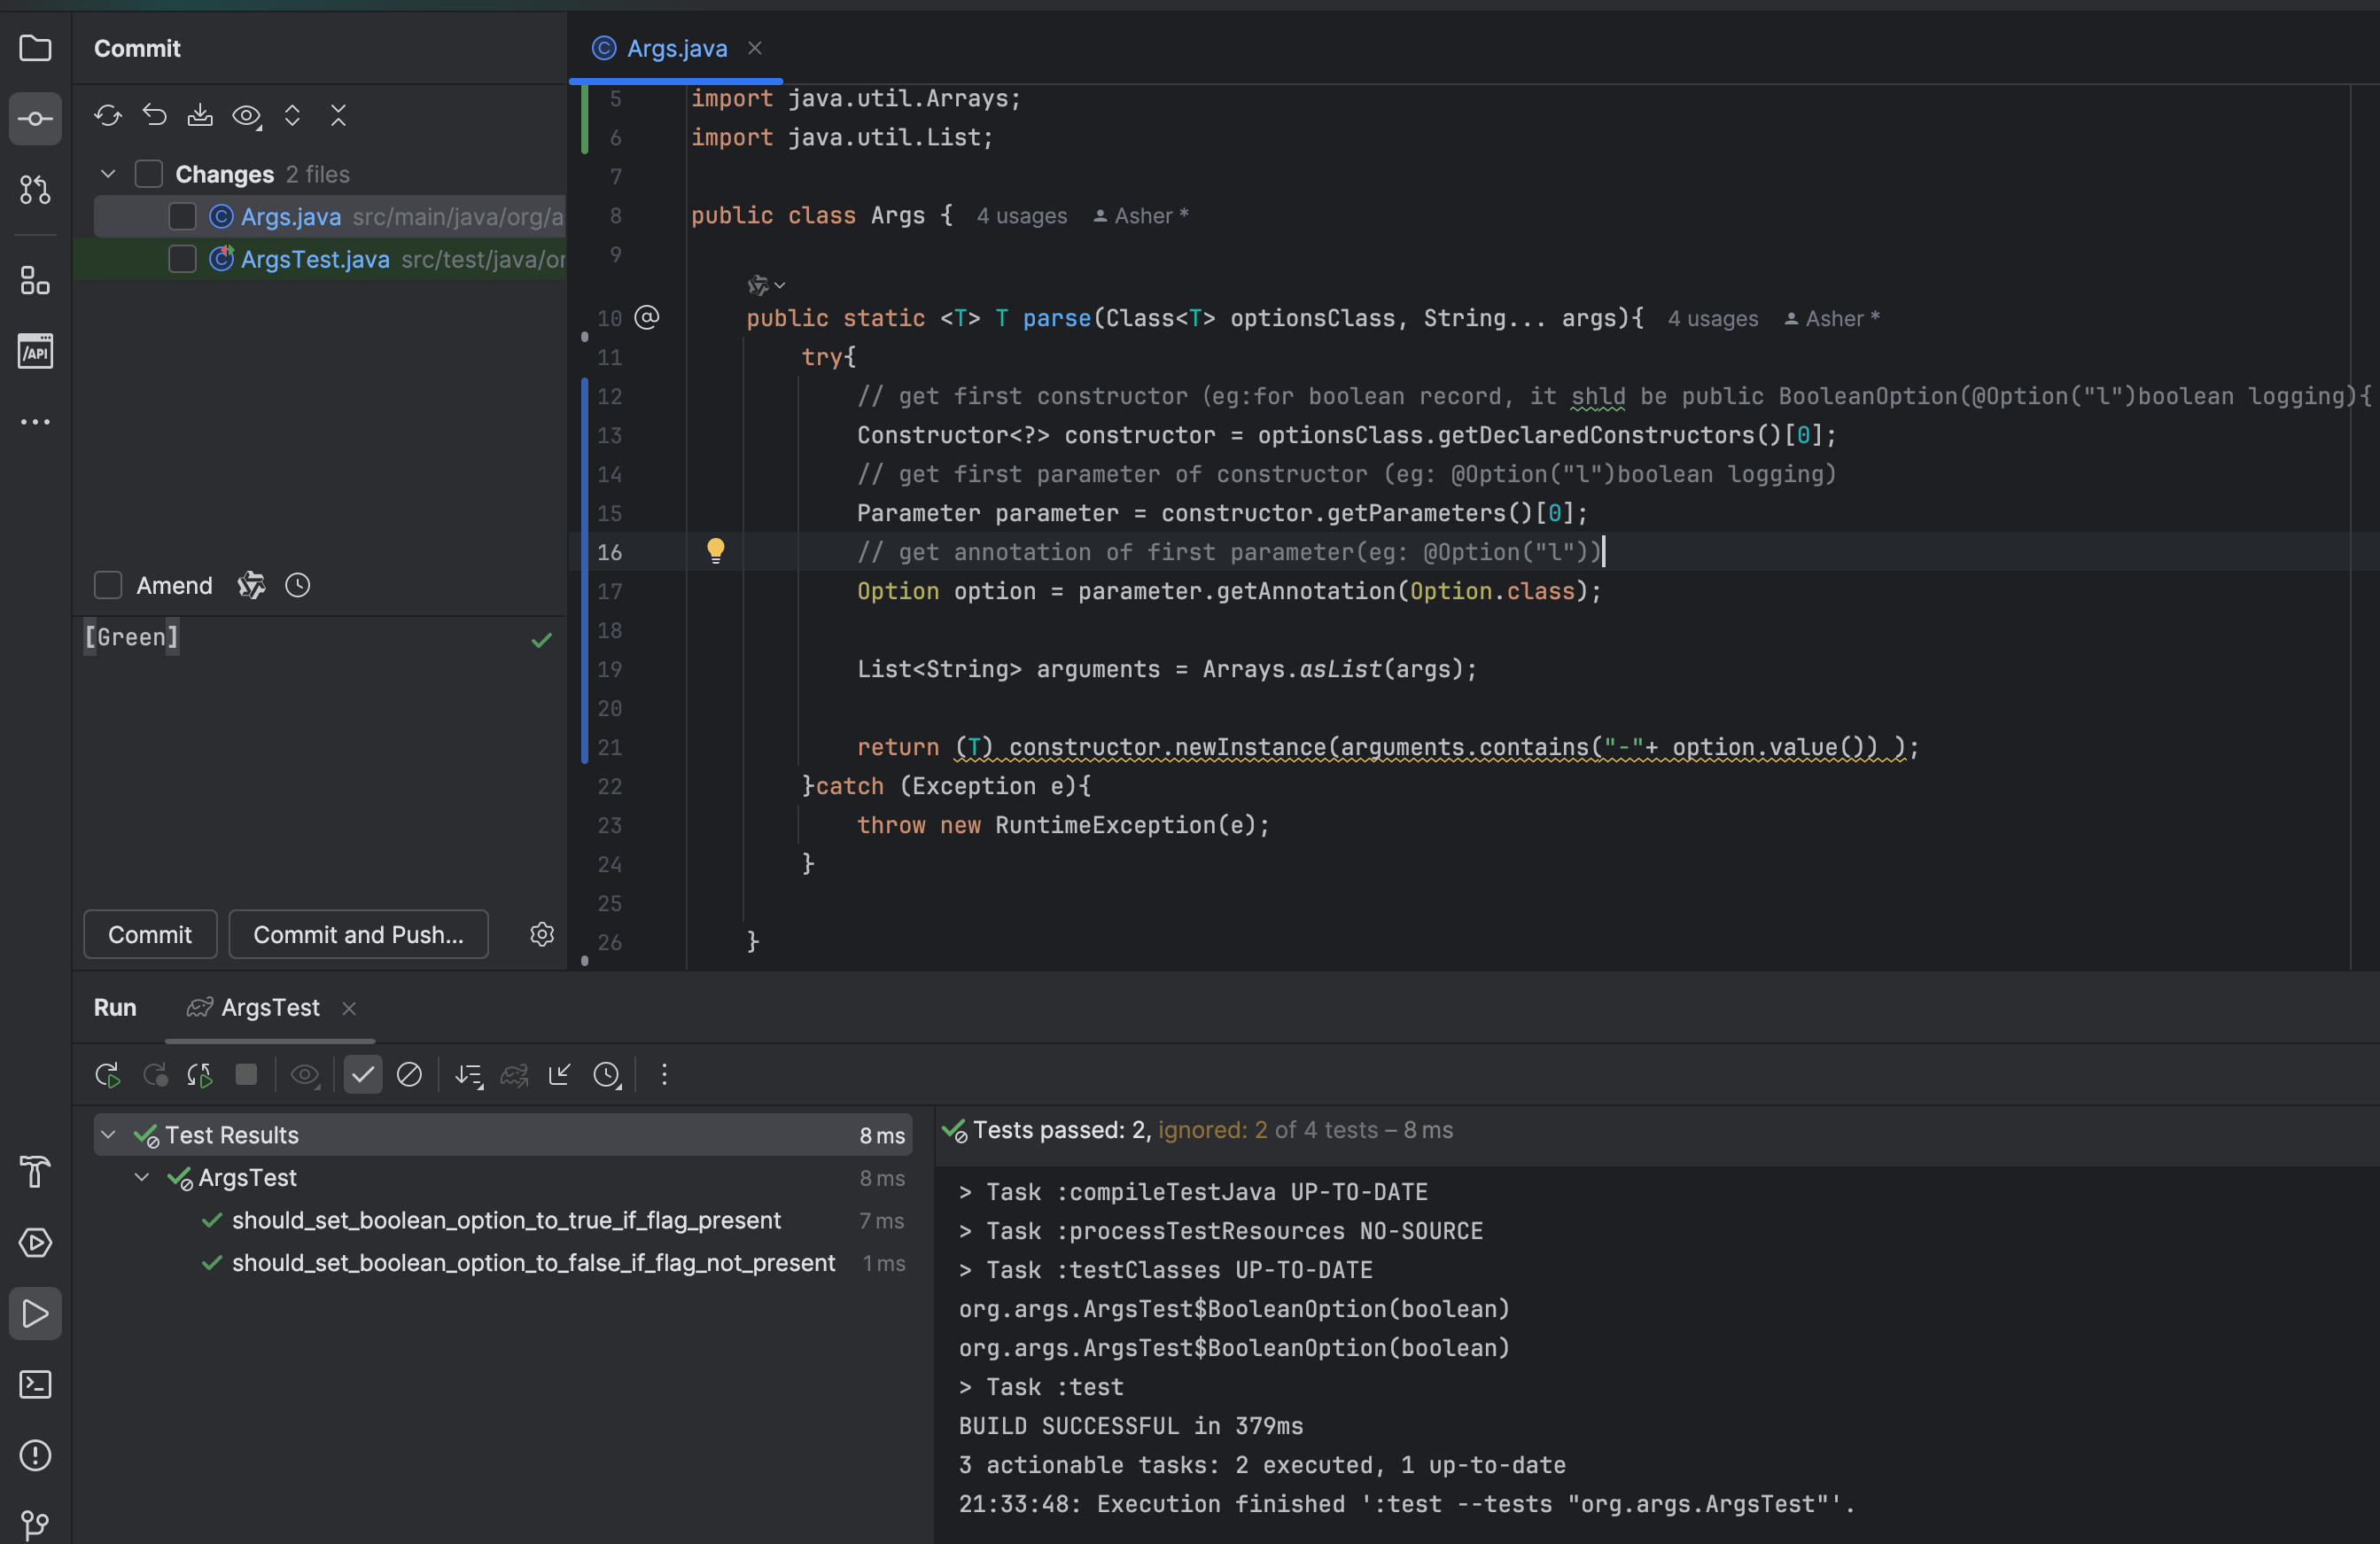 Commit
Changes 2 files
Args.java src/main/java/org/a
ArgsTest.java src/test/java/or
Amend
[Green]
Commit
Commit and Push...
Args.java
5 import java.util.Arrays;
6 import java.util.List;
7
8 public class Args { 4 usages Asher *
9
10 @ public static <T> T parse(Class<T> optionsClass, String... args){ 4 usages Asher *
11 try{
12 // get first constructor (eg:for boolean record, it shld be public BooleanOption(@Option("l")boolean logging){
13 Constructor<?> constructor = optionsClass.getDeclaredConstructors()[0];
14 // get first parameter of constructor (eg: @Option("l")boolean logging)
15 Parameter parameter = constructor.getParameters()[0];
16 // get annotation of first parameter(eg: @Option("l"))
17 Option option = parameter.getAnnotation(Option.class);
18
19 List<String> arguments = Arrays.asList(args);
20
21 return (T) constructor.newInstance(arguments.contains("-"+ option.value()) );
22 }catch (Exception e){
23 throw new RuntimeException(e);
24 }
25
26 }
/API
Run
ArgsTest
Test Results 8 ms
ArgsTest 8 ms
should_set_boolean_option_to_true_if_flag_present 7 ms
should_set_boolean_option_to_false_if_flag_not_present 1 ms
Tests passed: 2, ignored: 2 of 4 tests – 8 ms
> Task :compileTestJava UP-TO-DATE
> Task :processTestResources NO-SOURCE
> Task :testClasses UP-TO-DATE
org.args.ArgsTest$BooleanOption(boolean)
org.args.ArgsTest$BooleanOption(boolean)
> Task :test
BUILD SUCCESSFUL in 379ms
3 actionable tasks: 2 executed, 1 up-to-date
21:33:48: Execution finished ':test --tests "org.args.ArgsTest"'.